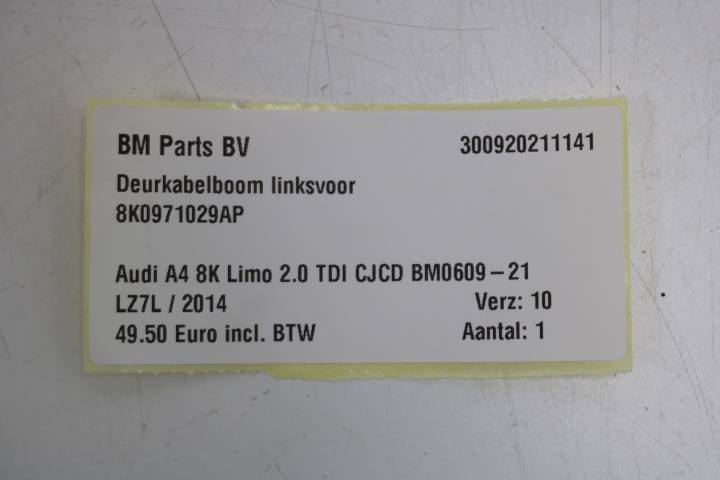 BM Parts BV 300920211141
Deurkabelboom linksvoor
8K0971029AP
Audi A4 8K Limo 2.0 TDI CJCD BM0609-21
LZ7L / 2014 Verz: 10
49.50 Euro incl. BTW Aantal: 1